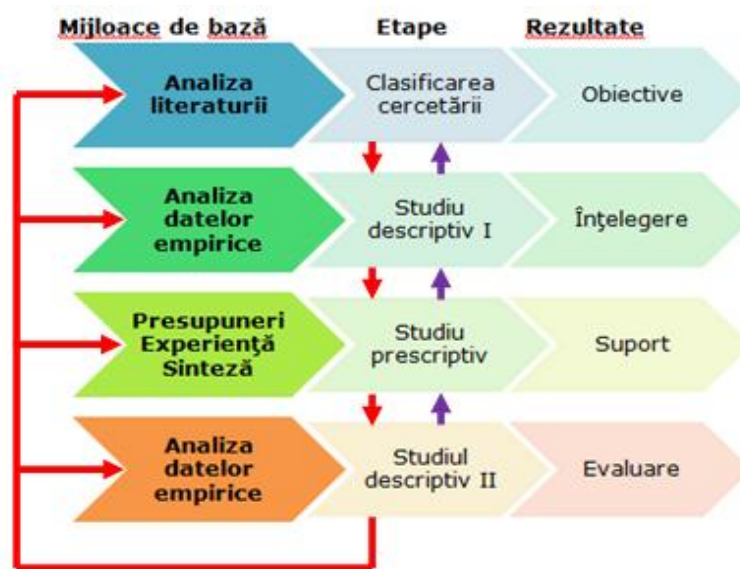 Mijloace de bază Etape Rezultate
Analiza
literaturii
Clasificarea
cercetării
Obiective
Analiza
datelor
empirice
Studiu
descriptiv I
Înţelegere
Presupuneri
Experienţă
Sinteză
Studiu
prescriptiv
Suport
Analiza
datelor
empirice
Studiul
descriptiv II
Evaluare